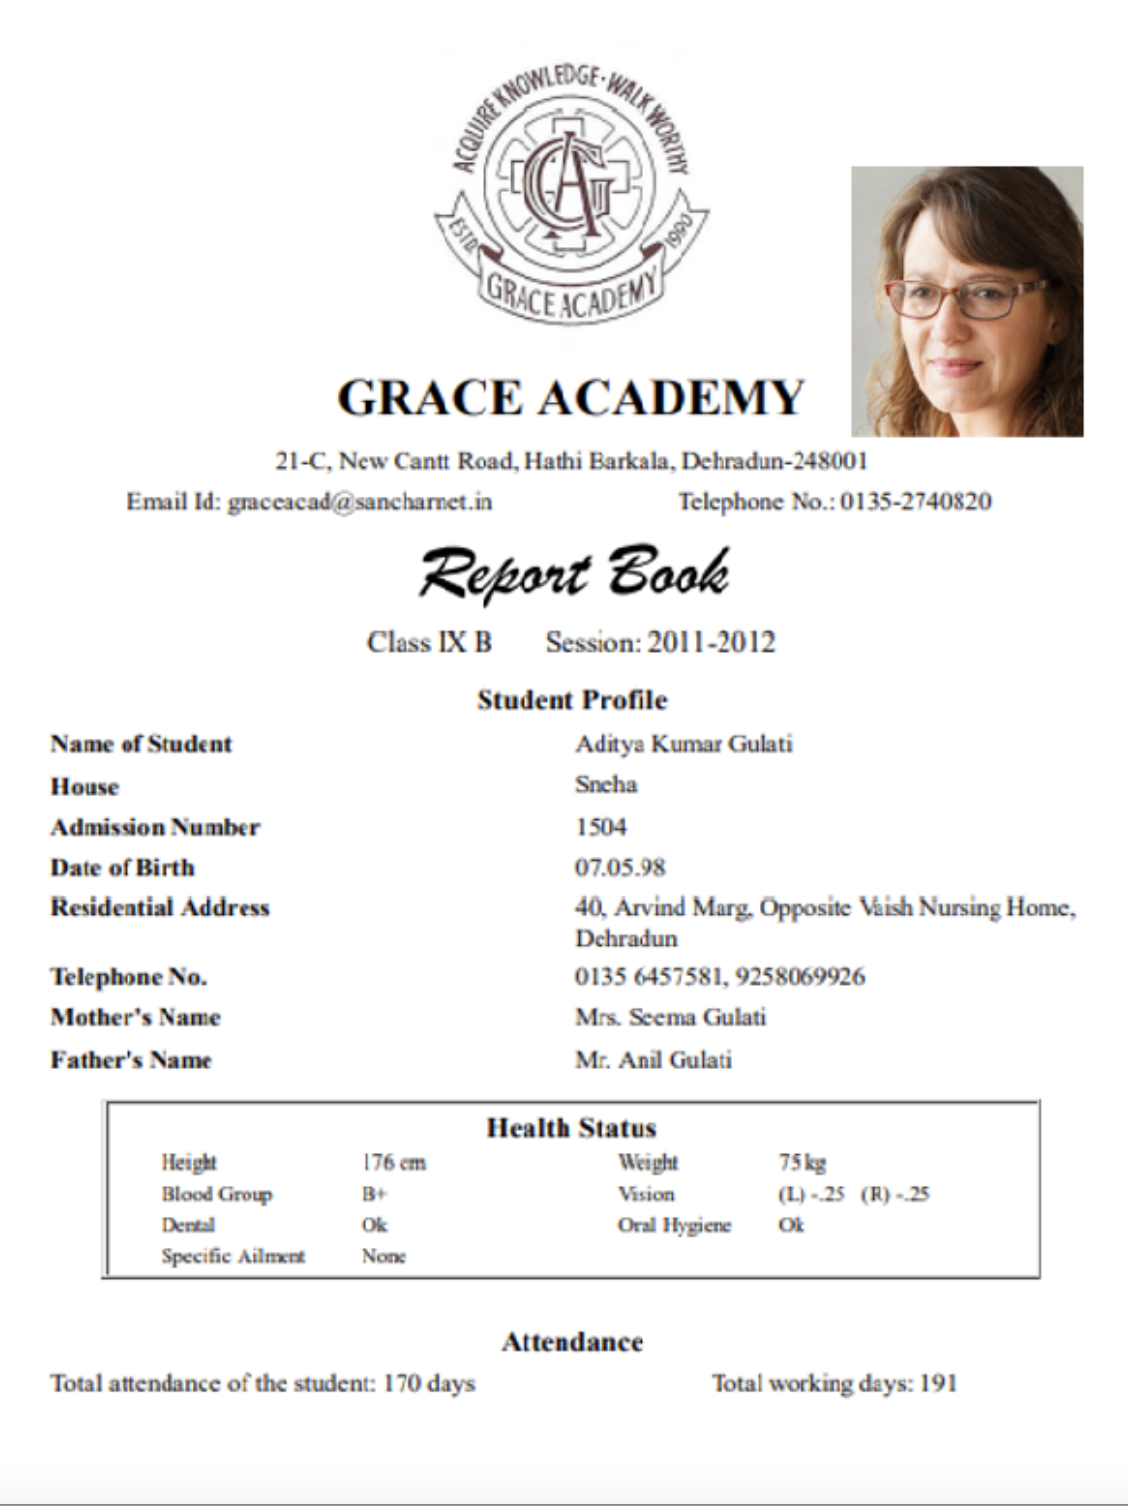 ACQUIRE KNOWLEDGE · WALK WORTHY
ESTD. 1990
GRACE ACADEMY
GRACE ACADEMY
21-C, New Cantt Road, Hathi Barkala, Dehradun-248001
Email Id: graceacad@sancharnet.in Telephone No.: 0135-2740820
Report Book
Class IX B Session: 2011-2012
Student Profile
Name of Student Aditya Kumar Gulati
House Sneha
Admission Number 1504
Date of Birth 07.05.98
Residential Address 40, Arvind Marg, Opposite Vaish Nursing Home,
Dehradun
Telephone No. 0135 6457581, 9258069926
Mother's Name Mrs. Seema Gulati
Father's Name Mr. Anil Gulati
Health Status
Height 176 cm Weight 75 kg
Blood Group B+ Vision (L) -.25 (R) -.25
Dental Ok Oral Hygiene Ok
Specific Ailment None
Attendance
Total attendance of the student: 170 days Total working days: 191